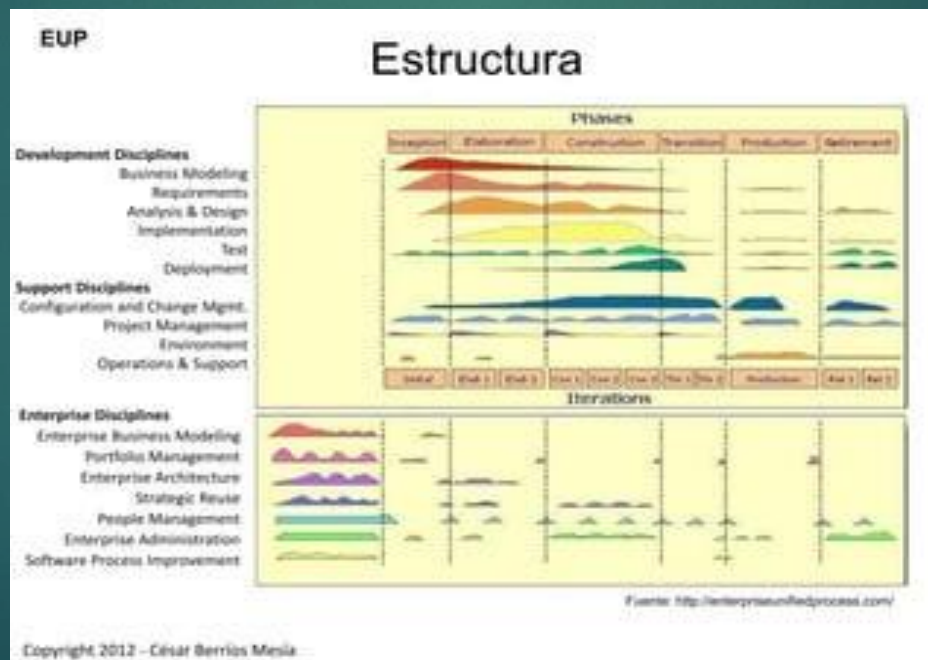 EUP
Estructura
Phases
Inception Elaboration Construction Transition Production Retirement
Development Disciplines
Business Modeling
Requirements
Analysis & Design
Implementation
Test
Deployment
Support Disciplines
Configuration and Change Mgmt.
Project Management
Environment
Operations & Support
Production
Iterations
Enterprise Disciplines
Enterprise Business Modeling
Portfolio Management
Enterprise Architecture
Strategic Reuse
People Management
Enterprise Administration
Software Process Improvement
Fuente: http://enterpriseunifiedprocess.com/
Copyright 2012 - César Berríos Mesía